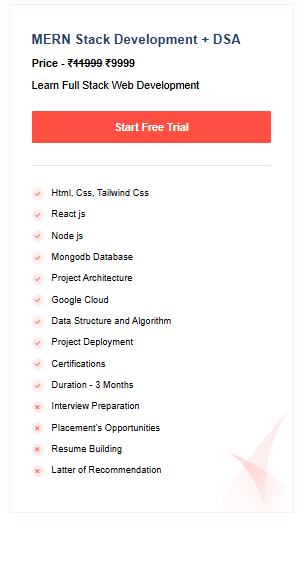 MERN Stack Development + DSA
Price - ₹41999 ₹9999
Learn Full Stack Web Development
Start Free Trial
Html, Css, Tailwind Css
React js
Node js
Mongodb Database
Project Architecture
Google Cloud
Data Structure and Algorithm
Project Deployment
Certifications
Duration - 3 Months
Interview Preparation
Placement's Opportunities
Resume Building
Latter of Recommendation